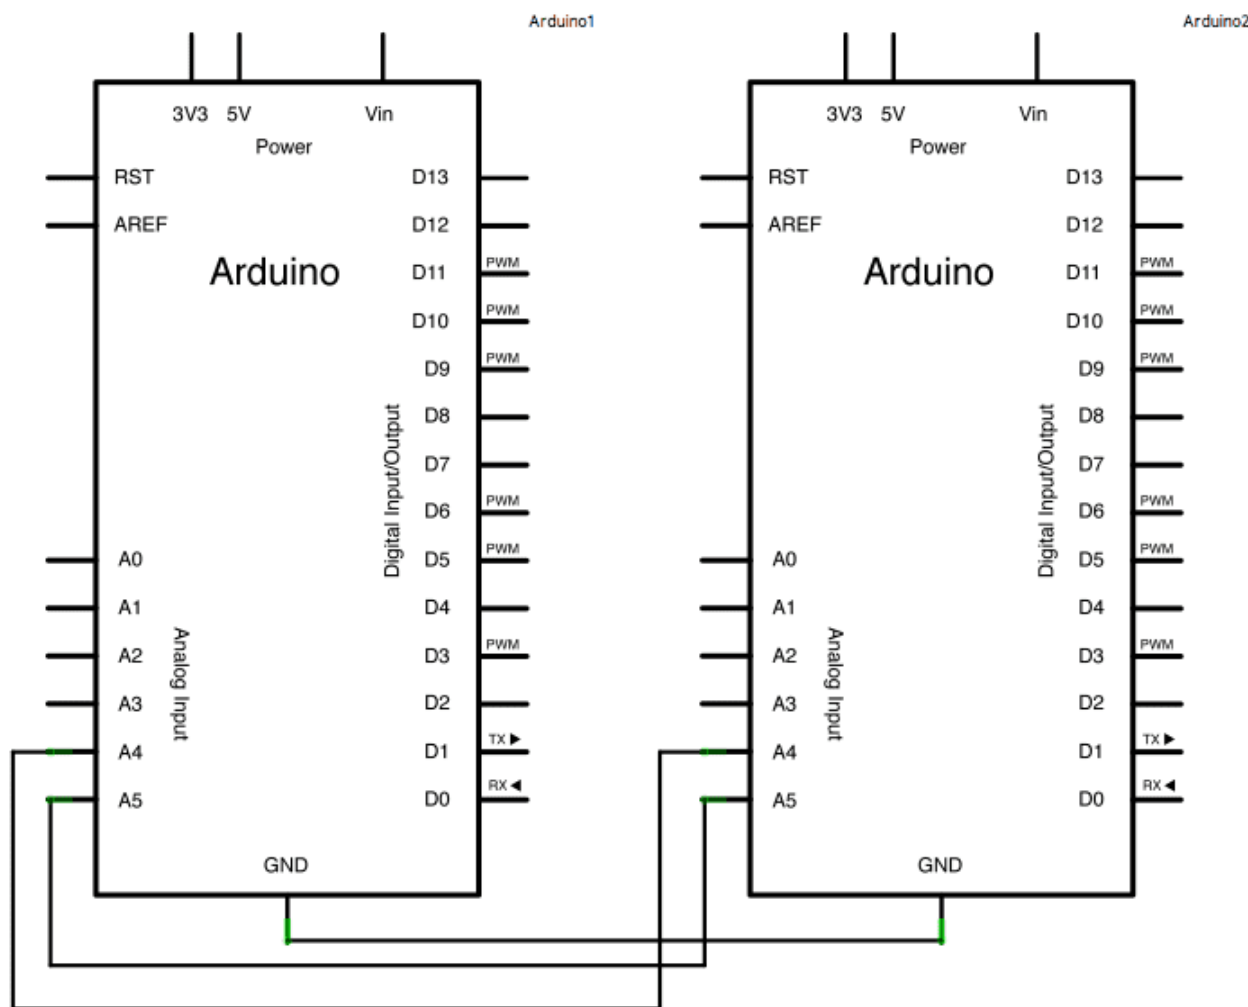 Arduino1
3V3 5V Vin
Power
RST
AREF
Arduino
A0
A1
A2
A3
A4
A5
Analog Input
Digital Input/Output
D13
D12
D11 PWM
D10 PWM
D9 PWM
D8
D7
D6 PWM
D5 PWM
D4
D3 PWM
D2
D1 TX ▶
D0 RX ◀
GND
Arduino2
3V3 5V Vin
Power
RST
AREF
Arduino
A0
A1
A2
A3
A4
A5
Analog Input
Digital Input/Output
D13
D12
D11 PWM
D10 PWM
D9 PWM
D8
D7
D6 PWM
D5 PWM
D4
D3 PWM
D2
D1 TX ▶
D0 RX ◀
GND